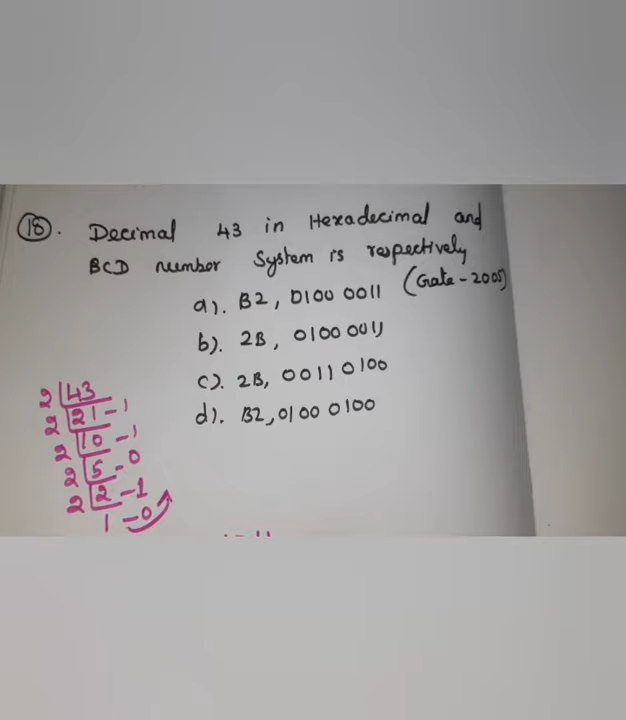 18. Decimal 43 in Hexadecimal and
BCD number System is respectively
(Gate - 2005)
a). B2, 0100 0011
b). 2B, 0100 0011
c). 2B, 0011 0100
d). B2, 0100 0100
2 | 43
2 | 21 - 1
2 | 10 - 1
2 | 5 - 0
2 | 2 - 1
1 - 0